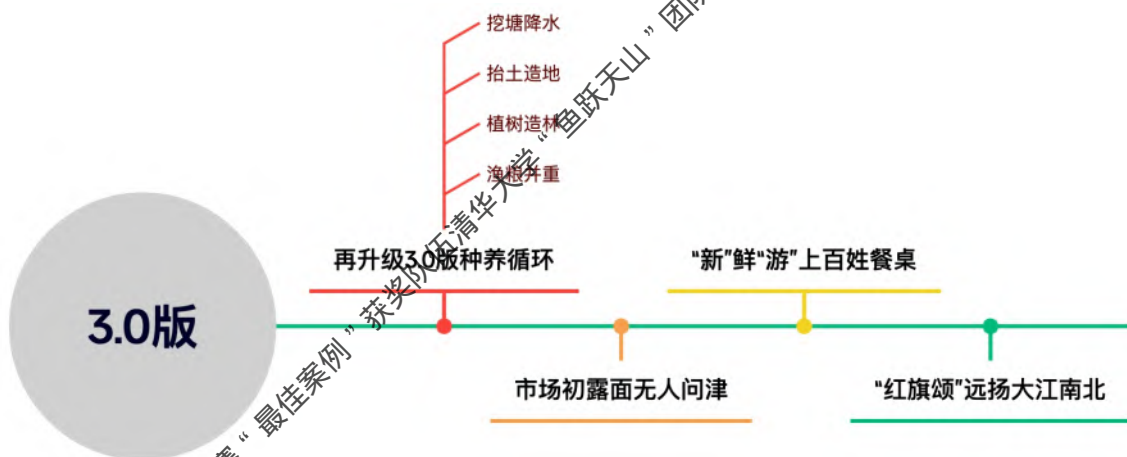 挖塘降水
抬土造地
植树造林
渔粮并重
再升级3.0版种养循环
“新”鲜“游”上百姓餐桌
3.0版
市场初露面无人问津
“红旗颂”远扬大江南北
“最佳案例”获奖队伍清华大学“鱼跃天山”团队